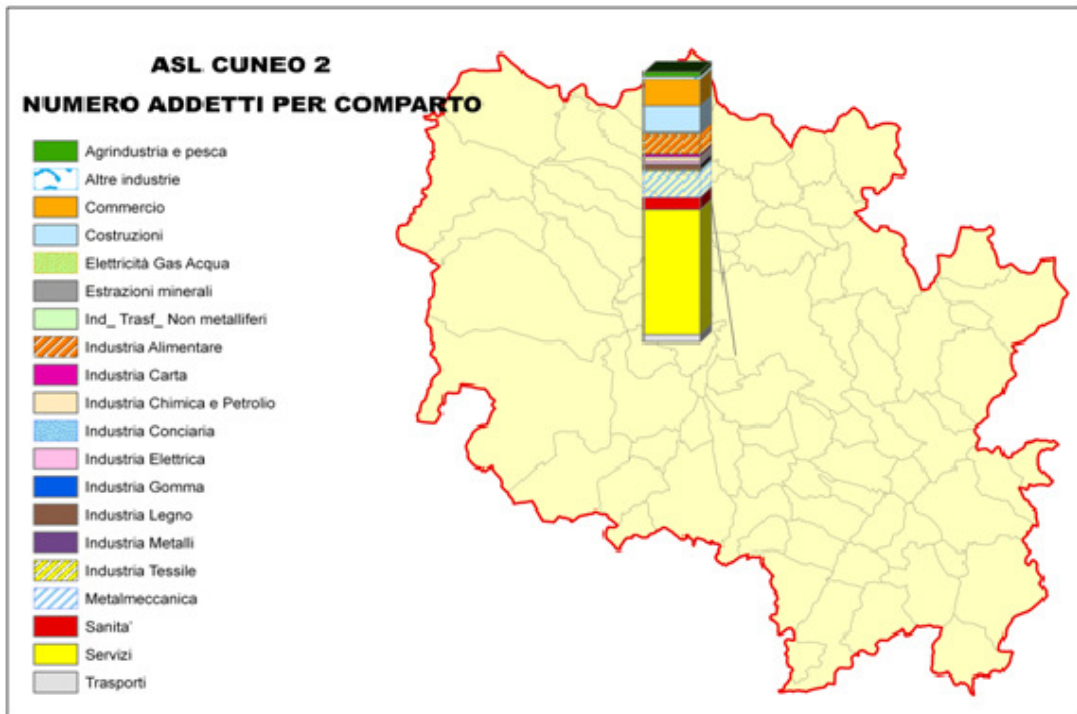 ASL CUNEO 2
NUMERO ADDETTI PER COMPARTO
Agrindustria e pesca
Altre industrie
Commercio
Costruzioni
Elettricità Gas Acqua
Estrazioni minerali
Ind_ Trasf_ Non metalliferi
Industria Alimentare
Industria Carta
Industria Chimica e Petrolio
Industria Conciaria
Industria Elettrica
Industria Gomma
Industria Legno
Industria Metalli
Industria Tessile
Metalmeccanica
Sanita'
Servizi
Trasporti